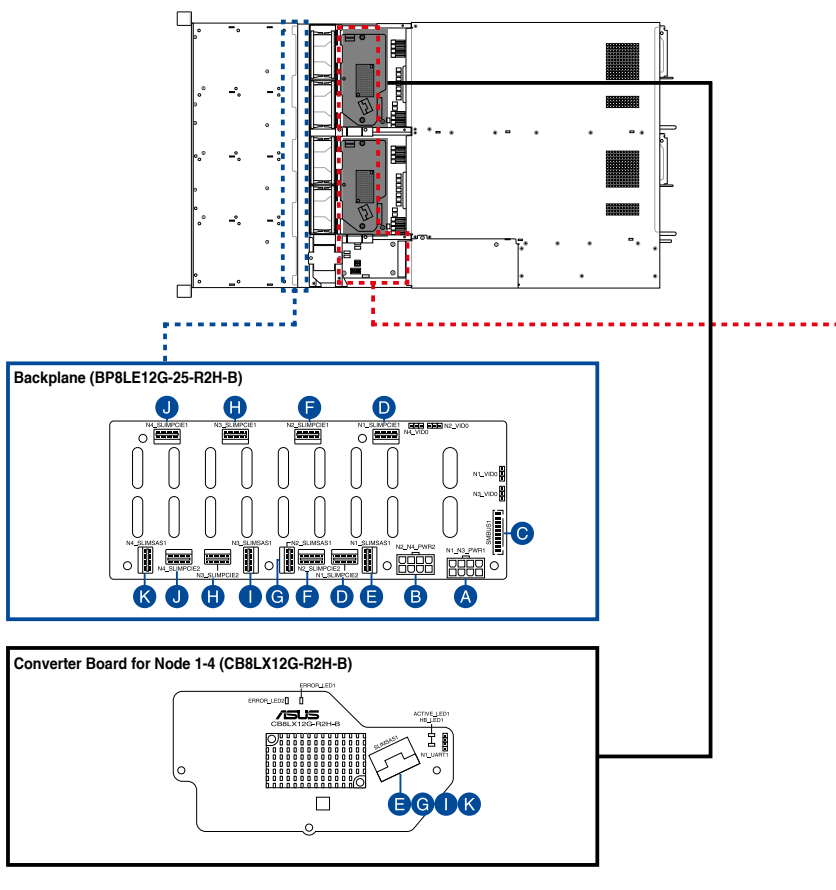 Backplane (BP8LE12G-25-R2H-B)
J H F D
N4_SLIMPCIE1 N3_SLIMPCIE1 N2_SLIMPCIE1 N1_SLIMPCIE1 N4_VID0 N2_VID0
N1_VID0
N3_VID0
SMBUS1 C
N4_SLIMSAS1 N3_SLIMSAS1 N2_SLIMSAS1 N1_SLIMSAS1 N2_N4_PWR2 N1_N3_PWR1
N4_SLIMPCIE2 N3_SLIMPCIE2 N2_SLIMPCIE2 N1_SLIMPCIE2
K J H I G F D E B A
Converter Board for Node 1-4 (CB8LX12G-R2H-B)
ERROR_LED1
ERROR_LED2
ASUS
CB8LX12G-R2H-B
ACTIVE_LED1
HB_LED1
SLIMSAS1
N1_UART1
E G I K